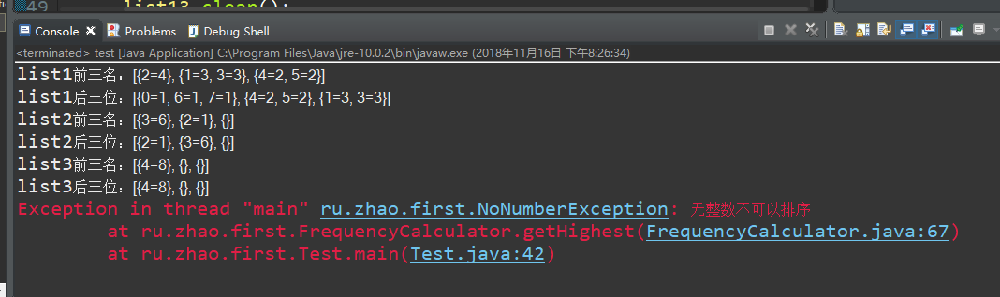 49 list13.clean();
Console Problems Debug Shell
<terminated> test [Java Application] C:\Program Files\Java\jre-10.0.2\bin\javaw.exe (2018年11月16日 下午8:26:34)
list1前三名：[{2=4}, {1=3, 3=3}, {4=2, 5=2}]
list1后三位：[{0=1, 6=1, 7=1}, {4=2, 5=2}, {1=3, 3=3}]
list2前三名：[{3=6}, {2=1}, {}]
list2后三位：[{2=1}, {3=6}, {}]
list3前三名：[{4=8}, {}, {}]
list3后三位：[{4=8}, {}, {}]
Exception in thread "main" ru.zhao.first.NoNumberException: 无整数不可以排序
at ru.zhao.first.FrequencyCalculator.getHighest(FrequencyCalculator.java:67)
at ru.zhao.first.Test.main(Test.java:42)